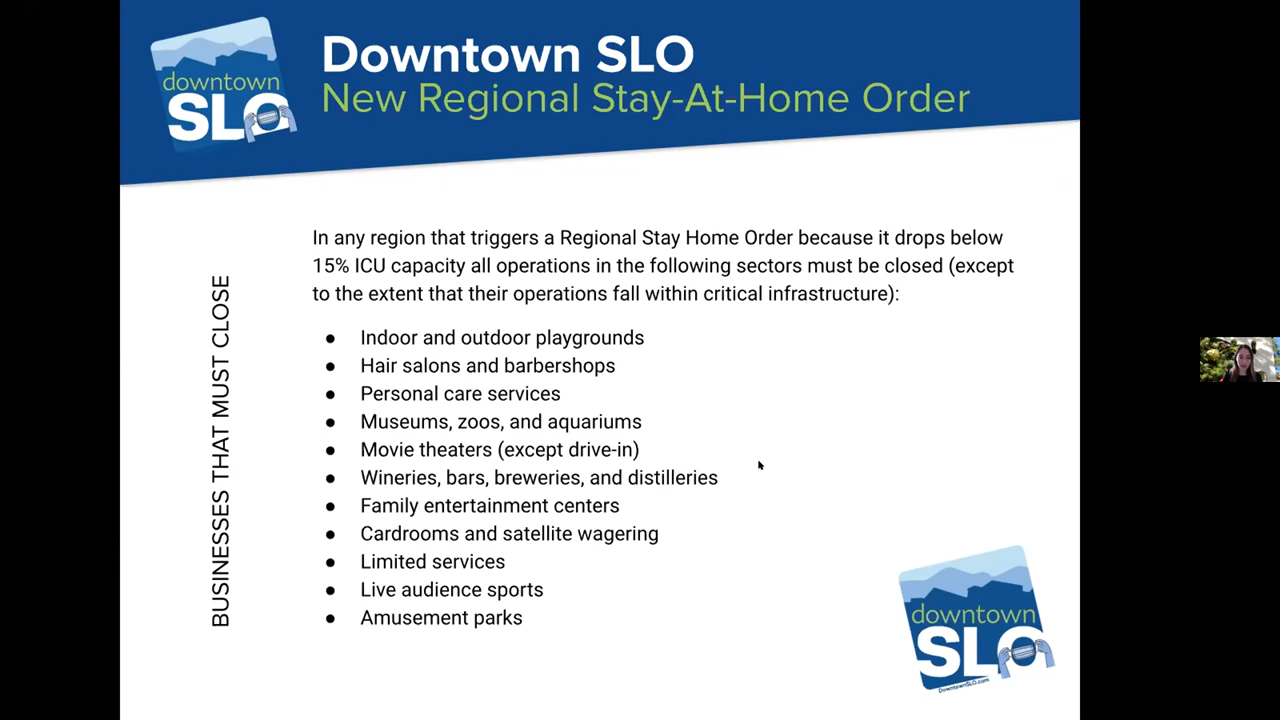 downtown
SLO
Downtown SLO
New Regional Stay-At-Home Order
BUSINESSES THAT MUST CLOSE
In any region that triggers a Regional Stay Home Order because it drops below
15% ICU capacity all operations in the following sectors must be closed (except
to the extent that their operations fall within critical infrastructure):
● Indoor and outdoor playgrounds
● Hair salons and barbershops
● Personal care services
● Museums, zoos, and aquariums
● Movie theaters (except drive-in)
● Wineries, bars, breweries, and distilleries
● Family entertainment centers
● Cardrooms and satellite wagering
● Limited services
● Live audience sports
● Amusement parks
downtown
SLO
DowntownSLO.com